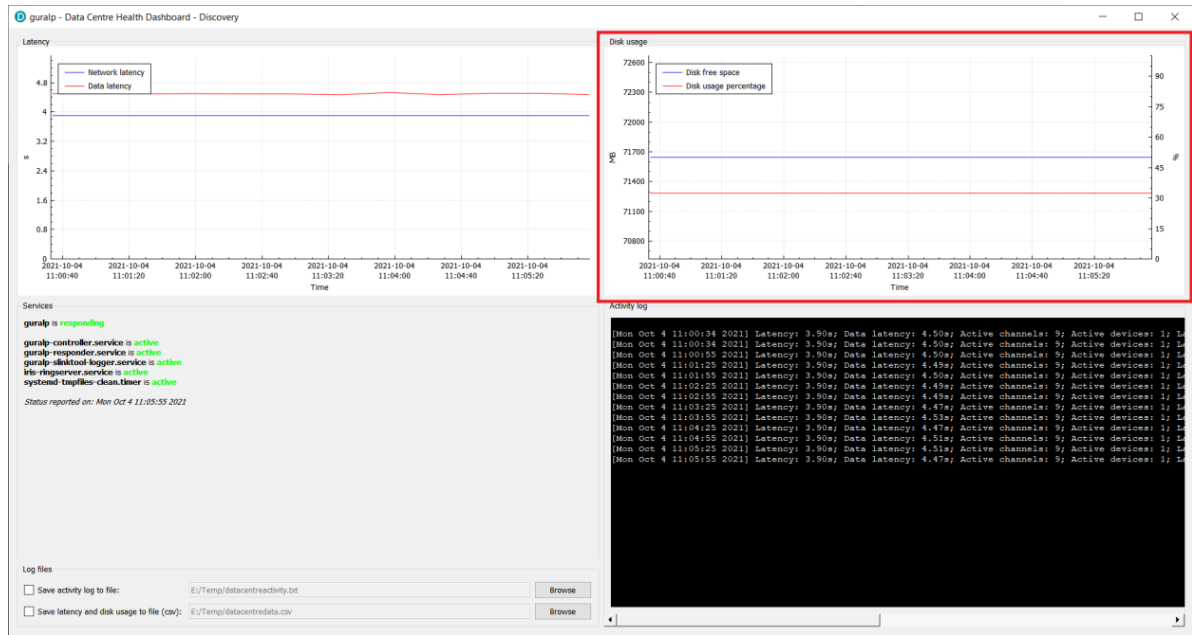 guralp - Data Centre Health Dashboard - Discovery
Latency
Network latency
Data latency
4.8
4
3.2
2.4
1.6
0.8
0
s
2021-10-04 2021-10-04 2021-10-04 2021-10-04 2021-10-04 2021-10-04 2021-10-04 2021-10-04
11:00:40 11:01:20 11:02:00 11:02:40 11:03:20 11:04:00 11:04:40 11:05:20
Time
Disk usage
Disk free space
Disk usage percentage
72600
72300
72000
71700
71400
71100
70800
MB
90
75
60
45
30
15
0
%
2021-10-04 2021-10-04 2021-10-04 2021-10-04 2021-10-04 2021-10-04 2021-10-04 2021-10-04
11:00:40 11:01:20 11:02:00 11:02:40 11:03:20 11:04:00 11:04:40 11:05:20
Time
Services
guralp is responding
guralp-controller.service is active
guralp-responder.service is active
guralp-slinktool-logger.service is active
iris-ringserver.service is active
systemd-tmpfiles-clean.timer is active
Status reported on: Mon Oct 4 11:05:55 2021
Activity log
[Mon Oct 4 11:00:34 2021] Latency: 3.90s; Data latency: 4.50s; Active channels: 9; Active devices: 1;
[Mon Oct 4 11:00:34 2021] Latency: 3.90s; Data latency: 4.50s; Active channels: 9; Active devices: 1;
[Mon Oct 4 11:00:55 2021] Latency: 3.90s; Data latency: 4.50s; Active channels: 9; Active devices: 1;
[Mon Oct 4 11:01:25 2021] Latency: 3.90s; Data latency: 4.49s; Active channels: 9; Active devices: 1;
[Mon Oct 4 11:01:55 2021] Latency: 3.90s; Data latency: 4.50s; Active channels: 9; Active devices: 1;
[Mon Oct 4 11:02:25 2021] Latency: 3.90s; Data latency: 4.49s; Active channels: 9; Active devices: 1;
[Mon Oct 4 11:02:55 2021] Latency: 3.90s; Data latency: 4.49s; Active channels: 9; Active devices: 1;
[Mon Oct 4 11:03:25 2021] Latency: 3.90s; Data latency: 4.47s; Active channels: 9; Active devices: 1;
[Mon Oct 4 11:03:55 2021] Latency: 3.90s; Data latency: 4.53s; Active channels: 9; Active devices: 1;
[Mon Oct 4 11:04:25 2021] Latency: 3.90s; Data latency: 4.47s; Active channels: 9; Active devices: 1;
[Mon Oct 4 11:04:55 2021] Latency: 3.90s; Data latency: 4.51s; Active channels: 9; Active devices: 1;
[Mon Oct 4 11:05:25 2021] Latency: 3.90s; Data latency: 4.51s; Active channels: 9; Active devices: 1;
[Mon Oct 4 11:05:55 2021] Latency: 3.90s; Data latency: 4.47s; Active channels: 9; Active devices: 1;
Log files
Save activity log to file: E:/Temp/datacentreactivity.txt Browse
Save latency and disk usage to file (csv): E:/Temp/datacentredata.csv Browse